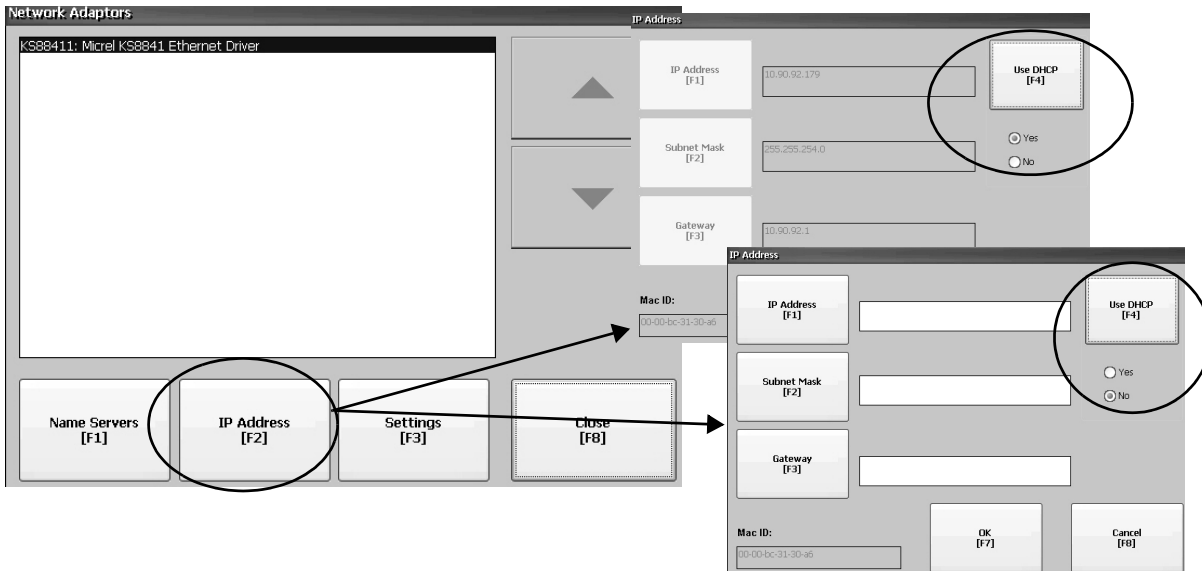 Network Adaptors
KS88411: Micrel KS8841 Ethernet Driver
Name Servers
[F1]
IP Address
[F2]
Settings
[F3]
Close
[F8]
IP Address
IP Address
[F1]
10.90.92.179
Use DHCP
[F4]
Subnet Mask
[F2]
255.255.254.0
Yes
No
Gateway
[F3]
10.90.92.1
Mac ID:
00-00-bc-31-30-a6
IP Address
IP Address
[F1]
Use DHCP
[F4]
Subnet Mask
[F2]
Yes
No
Gateway
[F3]
Mac ID:
00-00-bc-31-30-a6
OK
[F7]
Cancel
[F8]